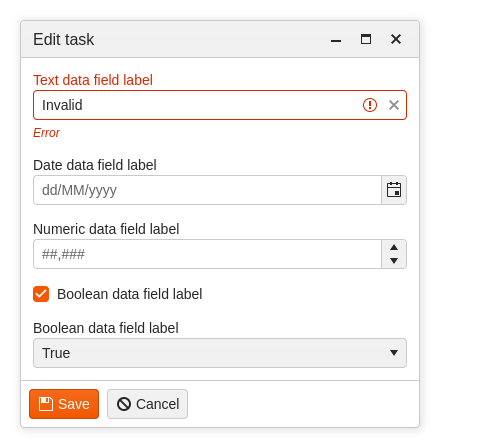 Edit task
Text data field label
Invalid
Error
Date data field label
dd/MM/yyyy
Numeric data field label
##,###
Boolean data field label
Boolean data field label
True
Save Cancel